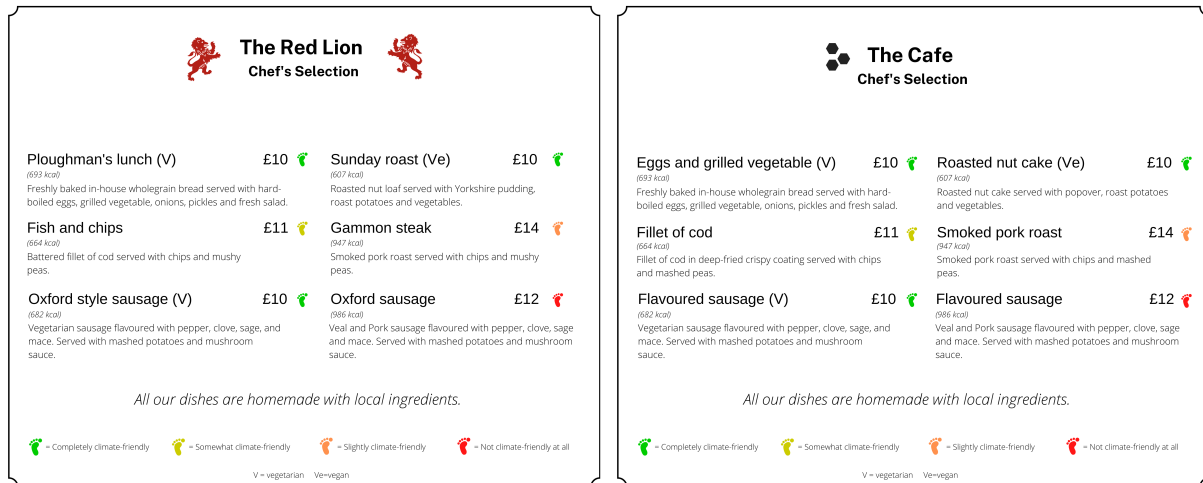 The Red Lion
Chef's Selection
Ploughman's lunch (V) £10
(693 kcal)
Freshly baked in-house wholegrain bread served with hard-
boiled eggs, grilled vegetable, onions, pickles and fresh salad.
Sunday roast (Ve) £10
(607 kcal)
Roasted nut loaf served with Yorkshire pudding,
roast potatoes and vegetables.
Fish and chips £11
(664 kcal)
Battered fillet of cod served with chips and mushy
peas.
Gammon steak £14
(947 kcal)
Smoked pork roast served with chips and mushy
peas.
Oxford style sausage (V) £10
(682 kcal)
Vegetarian sausage flavoured with pepper, clove, sage, and
mace. Served with mashed potatoes and mushroom
sauce.
Oxford sausage £12
(986 kcal)
Veal and Pork sausage flavoured with pepper, clove, sage
and mace. Served with mashed potatoes and mushroom
sauce.
All our dishes are homemade with local ingredients.
= Completely climate-friendly = Somewhat climate-friendly = Slightly climate-friendly = Not climate-friendly at all
V = vegetarian Ve=vegan
The Cafe
Chef's Selection
Eggs and grilled vegetable (V) £10
(693 kcal)
Freshly baked in-house wholegrain bread served with hard-
boiled eggs, grilled vegetable, onions, pickles and fresh salad.
Roasted nut cake (Ve) £10
(607 kcal)
Roasted nut cake served with popover, roast potatoes
and vegetables.
Fillet of cod £11
(664 kcal)
Fillet of cod in deep-fried crispy coating served with chips
and mashed peas.
Smoked pork roast £14
(947 kcal)
Smoked pork roast served with chips and mashed
peas.
Flavoured sausage (V) £10
(682 kcal)
Vegetarian sausage flavoured with pepper, clove, sage, and
mace. Served with mashed potatoes and mushroom
sauce.
Flavoured sausage £12
(986 kcal)
Veal and Pork sausage flavoured with pepper, clove, sage
and mace. Served with mashed potatoes and mushroom
sauce.
All our dishes are homemade with local ingredients.
= Completely climate-friendly = Somewhat climate-friendly = Slightly climate-friendly = Not climate-friendly at all
V = vegetarian Ve=vegan